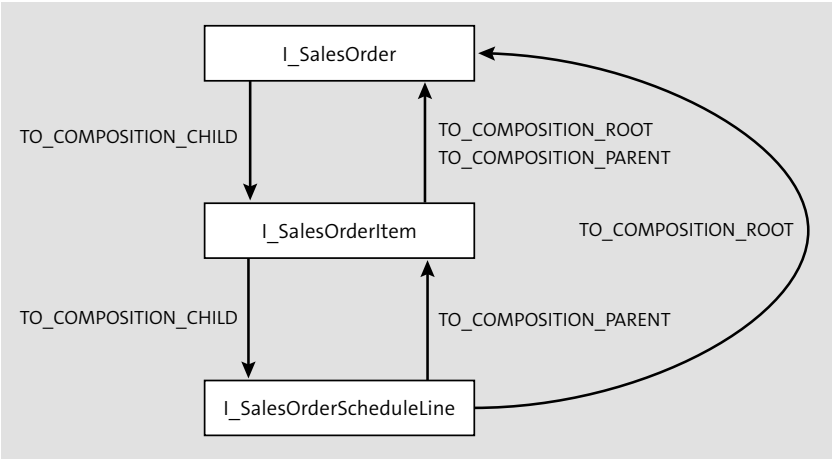 I_SalesOrder
TO_COMPOSITION_CHILD
TO_COMPOSITION_ROOT
TO_COMPOSITION_PARENT
I_SalesOrderItem
TO_COMPOSITION_ROOT
TO_COMPOSITION_CHILD
TO_COMPOSITION_PARENT
I_SalesOrderScheduleLine